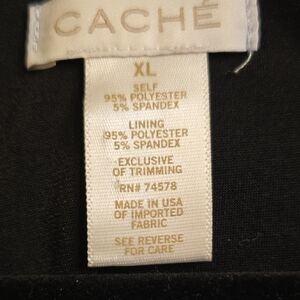 CACHÉ
XL
SELF
95% POLYESTER
5% SPANDEX
LINING
95% POLYESTER
5% SPANDEX
EXCLUSIVE
OF TRIMMING
RN# 74578
MADE IN USA
OF IMPORTED
FABRIC
SEE REVERSE
FOR CARE